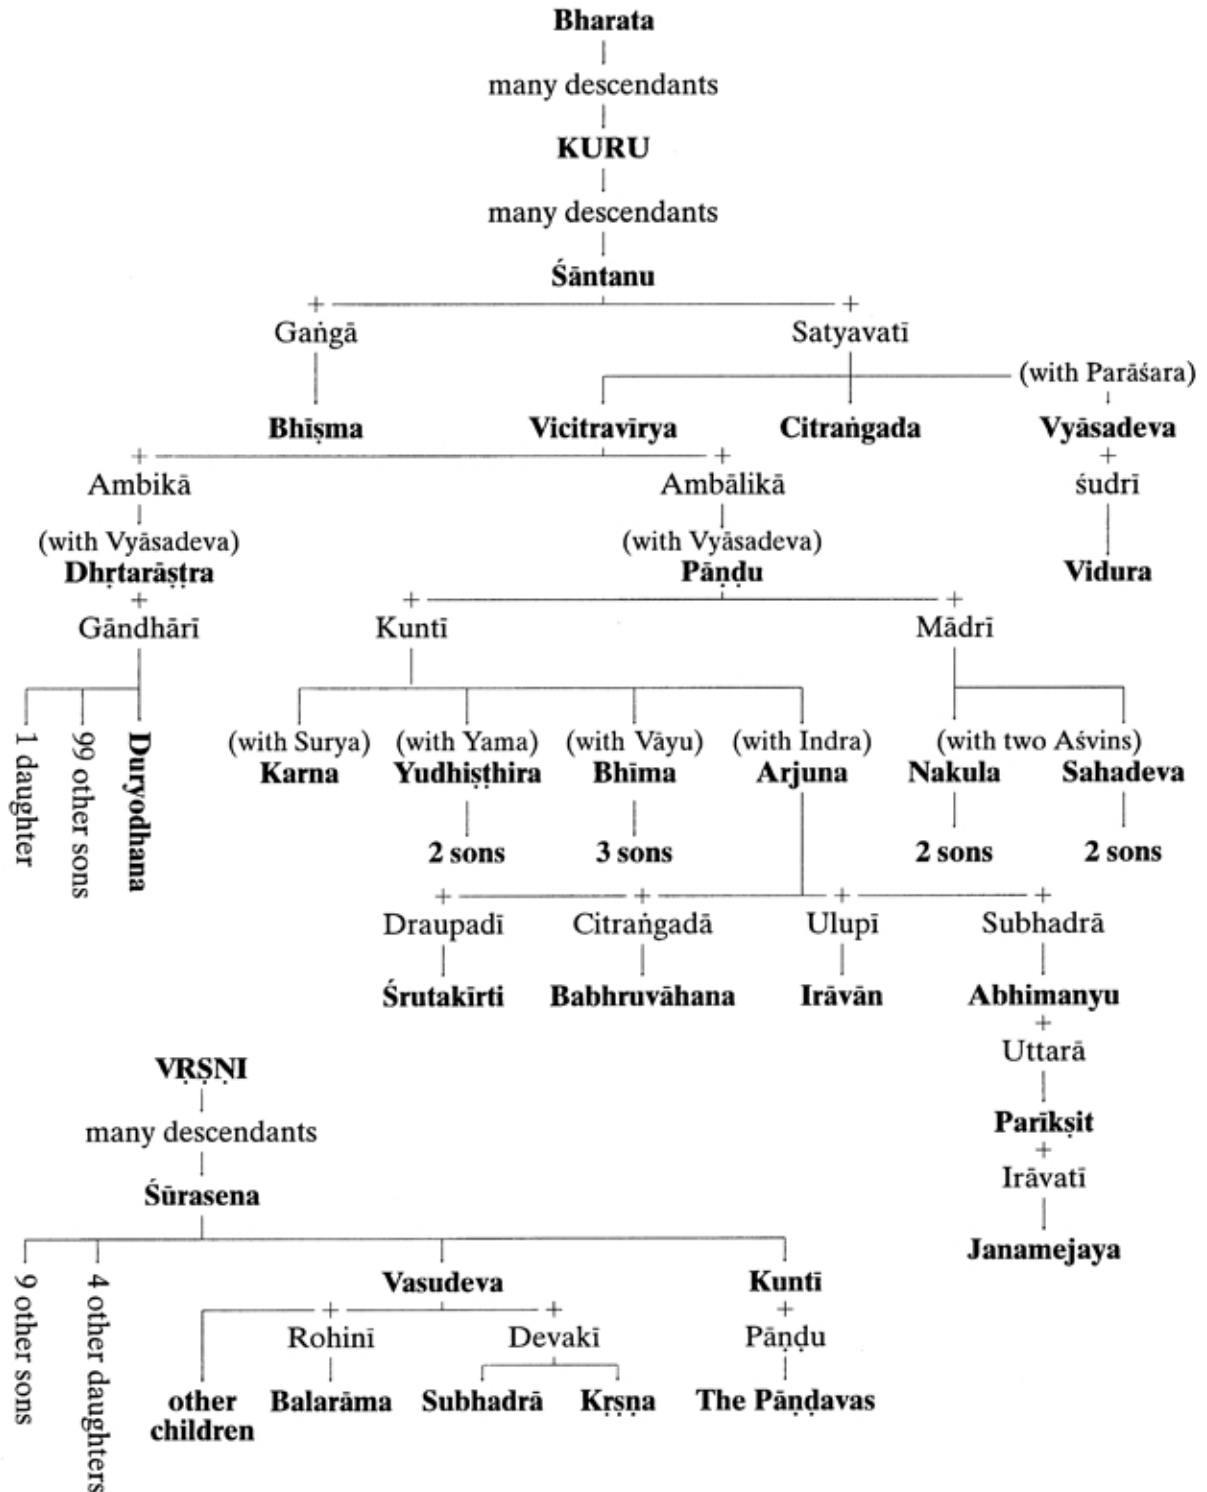 Bharata
many descendants
KURU
many descendants
Śāntanu
+ +
Gaṅgā Satyavatī
(with Parāśara)
Bhīṣma Vicitravīrya Citraṅgada Vyāsadeva
+ + +
Ambikā Ambālikā śudrī
(with Vyāsadeva) (with Vyāsadeva)
Dhṛtarāṣṭra Pāṇḍu Vidura
+ + +
Gāndhārī Kuntī Mādrī
1 daughter
99 other sons
Duryodhana
(with Surya) (with Yama) (with Vāyu) (with Indra) (with two Aśvins)
Karna Yudhiṣṭhira Bhīma Arjuna Nakula Sahadeva
2 sons 3 sons 2 sons 2 sons
+ + + +
Draupadī Citraṅgadā Ulupī Subhadrā
Śrutakīrti Babhruvāhana Irāvān Abhimanyu
+
Uttarā
Parīkṣit
+
Irāvatī
Janamejaya
VṚṢṆI
many descendants
Śūrasena
9 other sons
4 other daughters
Vasudeva Kuntī
+ + +
Rohinī Devakī Pāṇḍu
other Balarāma Subhadrā Kṛṣṇa The Pāṇḍavas
children